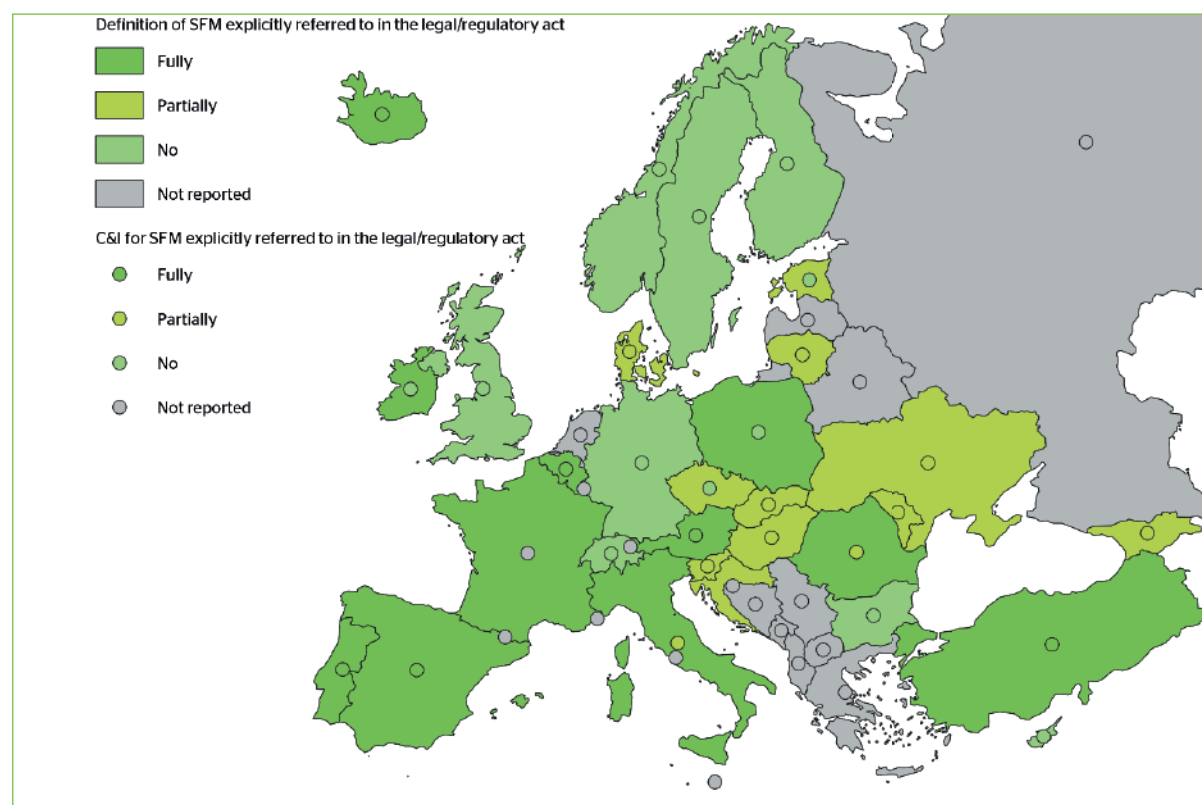 Definition of SFM explicitly referred to in the legal/regulatory act
Fully
Partially
No
Not reported
C&I for SFM explicitly referred to in the legal/regulatory act
Fully
Partially
No
Not reported